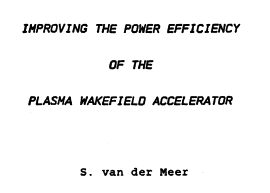 IMPROVING THE POWER EFFICIENCY
OF THE
PLASMA WAKEFIELD ACCELERATOR
S. van der Meer